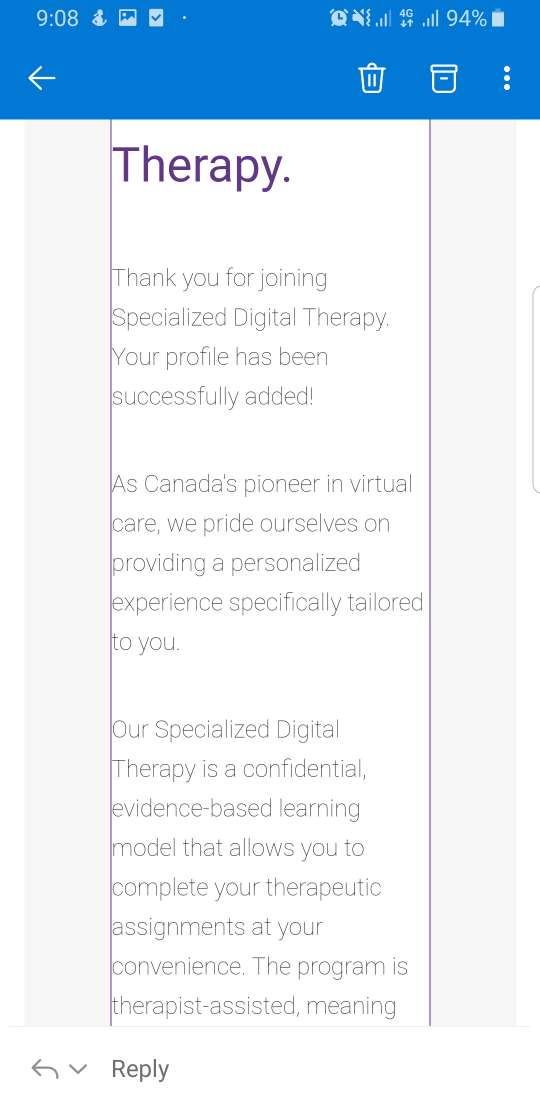 9:08
4G
94%
Therapy.
Thank you for joining
Specialized Digital Therapy.
Your profile has been
successfully added!
As Canada's pioneer in virtual
care, we pride ourselves on
providing a personalized
experience specifically tailored
to you.
Our Specialized Digital
Therapy is a confidential,
evidence-based learning
model that allows you to
complete your therapeutic
assignments at your
convenience. The program is
therapist-assisted, meaning
Reply